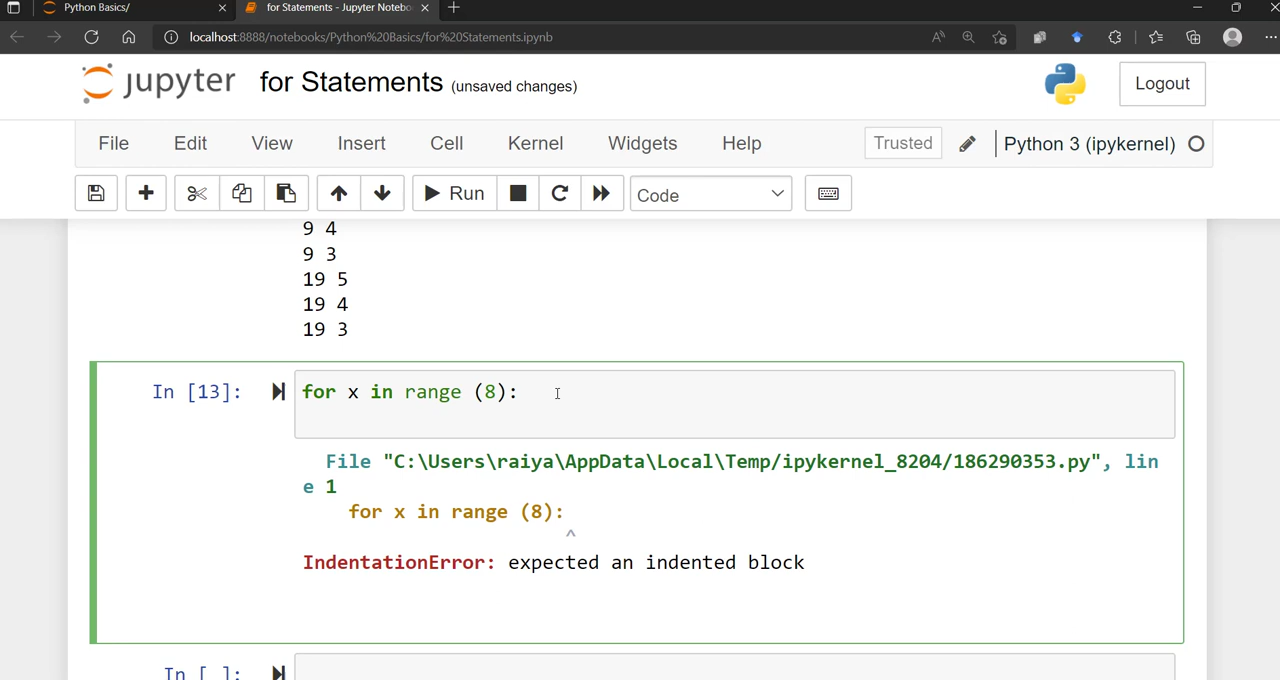 Python Basics/
for Statements - Jupyter Notebo
localhost:8888/notebooks/Python%20Basics/for%20Statements.ipynb
jupyter for Statements (unsaved changes)
Logout
File Edit View Insert Cell Kernel Widgets Help
Trusted
Python 3 (ipykernel)
Run
Code
9 4
9 3
19 5
19 4
19 3
In [13]: for x in range (8):
File "C:\Users\raiya\AppData\Local\Temp/ipykernel_8204/186290353.py", lin
e 1
for x in range (8):
^
IndentationError: expected an indented block
In [ ]: